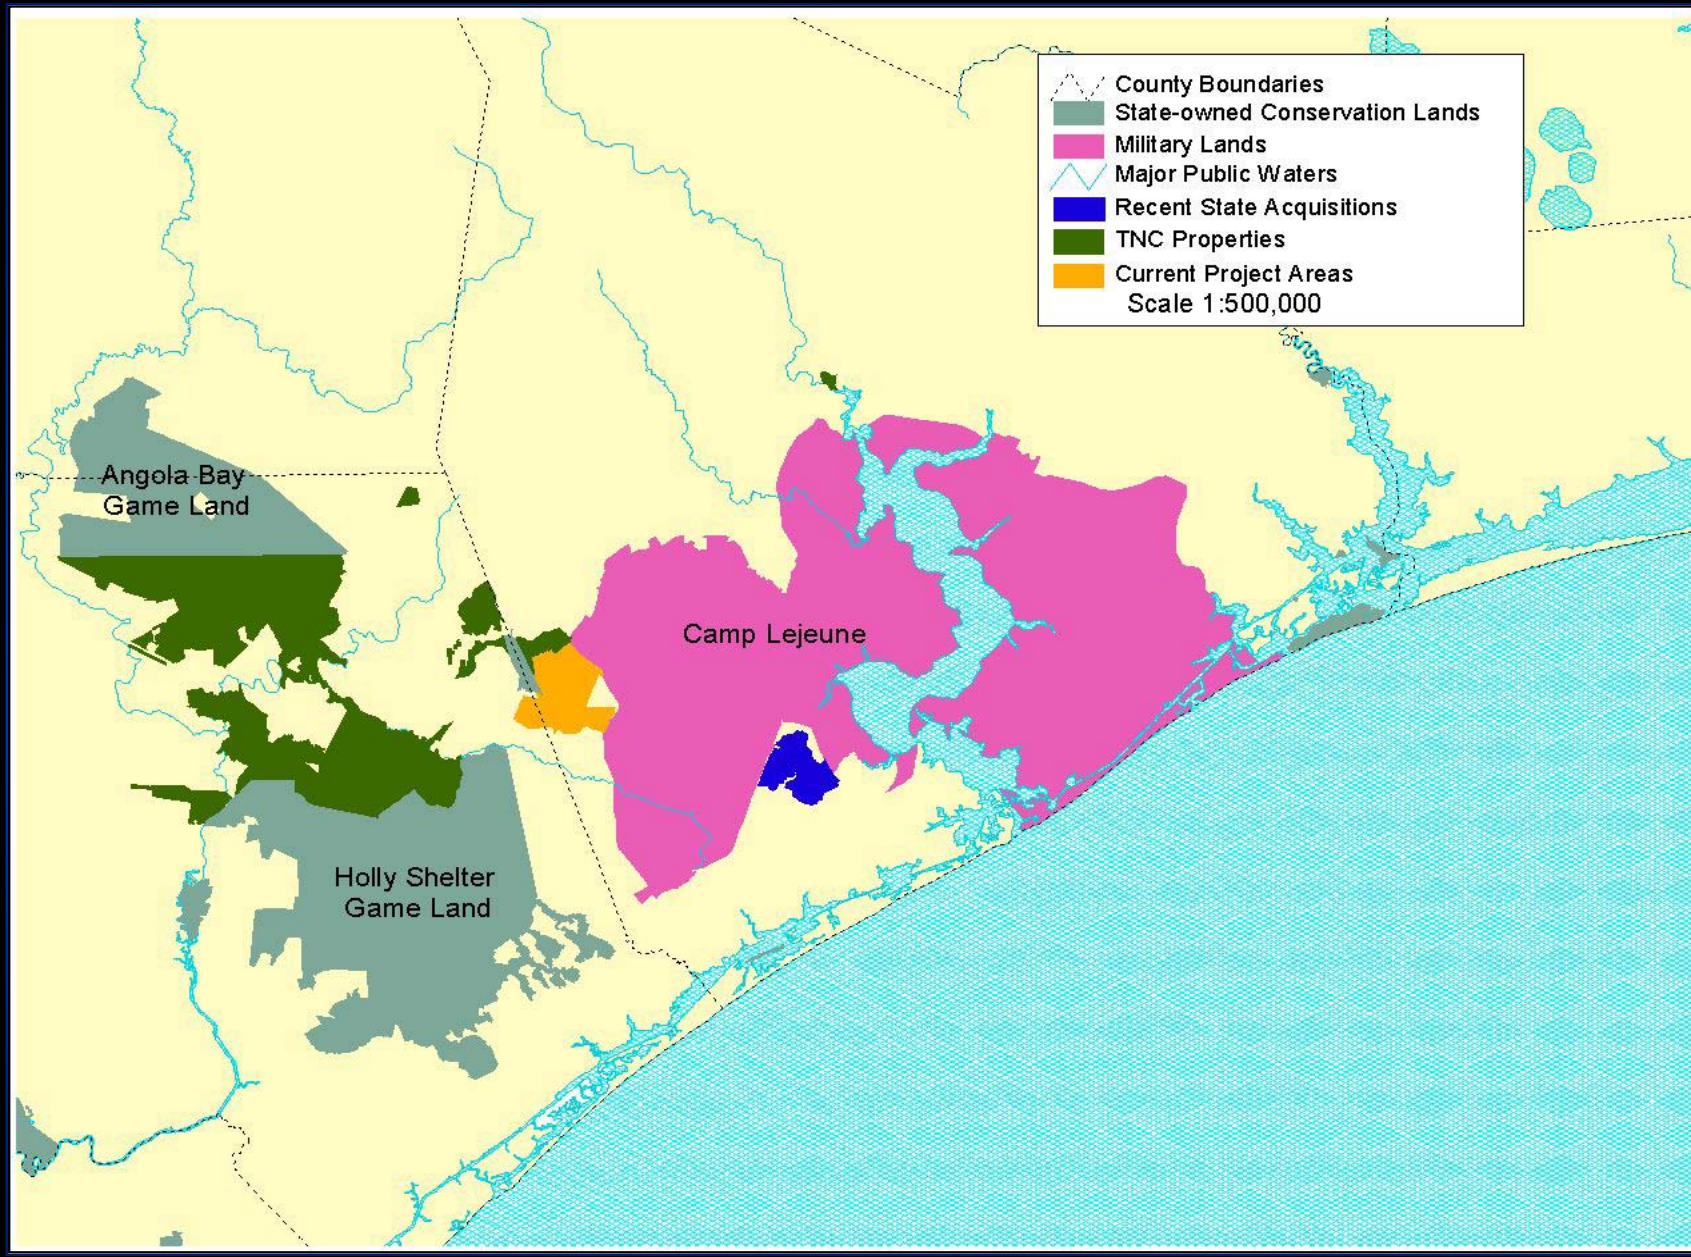 County Boundaries
State-owned Conservation Lands
Military Lands
Major Public Waters
Recent State Acquisitions
TNC Properties
Current Project Areas
Scale 1:500,000
Angola Bay
Game Land
Camp Lejeune
Holly Shelter
Game Land